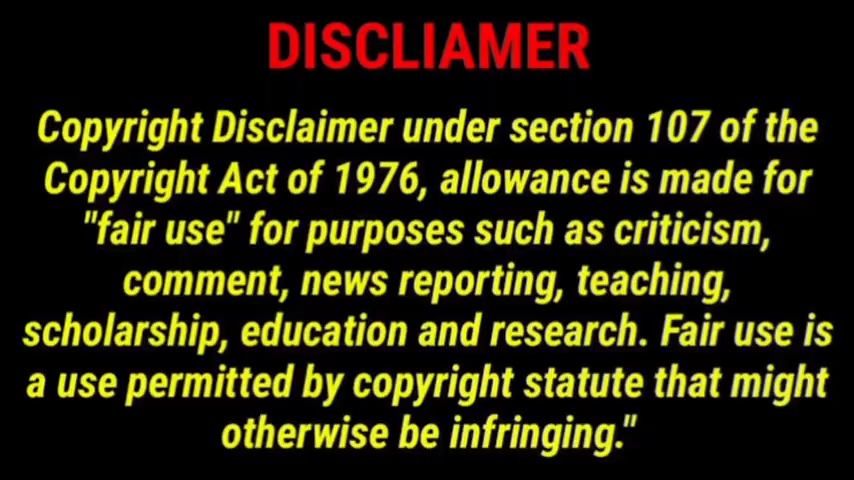 DISCLIAMER
Copyright Disclaimer under section 107 of the
Copyright Act of 1976, allowance is made for
"fair use" for purposes such as criticism,
comment, news reporting, teaching,
scholarship, education and research. Fair use is
a use permitted by copyright statute that might
otherwise be infringing."